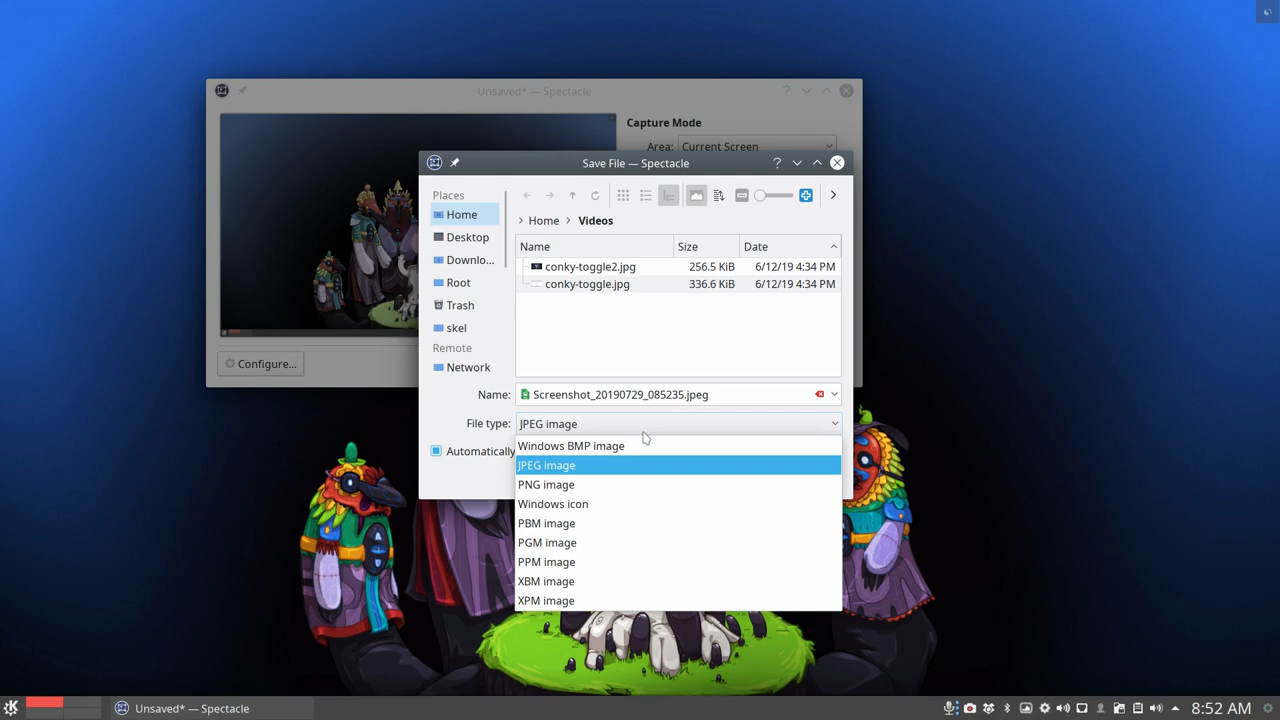 Unsaved* — Spectacle
Capture Mode
Area: Current Screen
Save File — Spectacle
Places
Home
Desktop
Downlo...
Root
Trash
skel
Remote
Network
Home > Videos
Name Size Date
conky-toggle2.jpg 256.5 KiB 6/12/19 4:34 PM
conky-toggle.jpg 336.6 KiB 6/12/19 4:34 PM
Configure...
Name: Screenshot_20190729_085235.jpeg
File type: JPEG image
Automatically
Windows BMP image
JPEG image
PNG image
Windows icon
PBM image
PGM image
PPM image
XBM image
XPM image
Unsaved* — Spectacle
8:52 AM